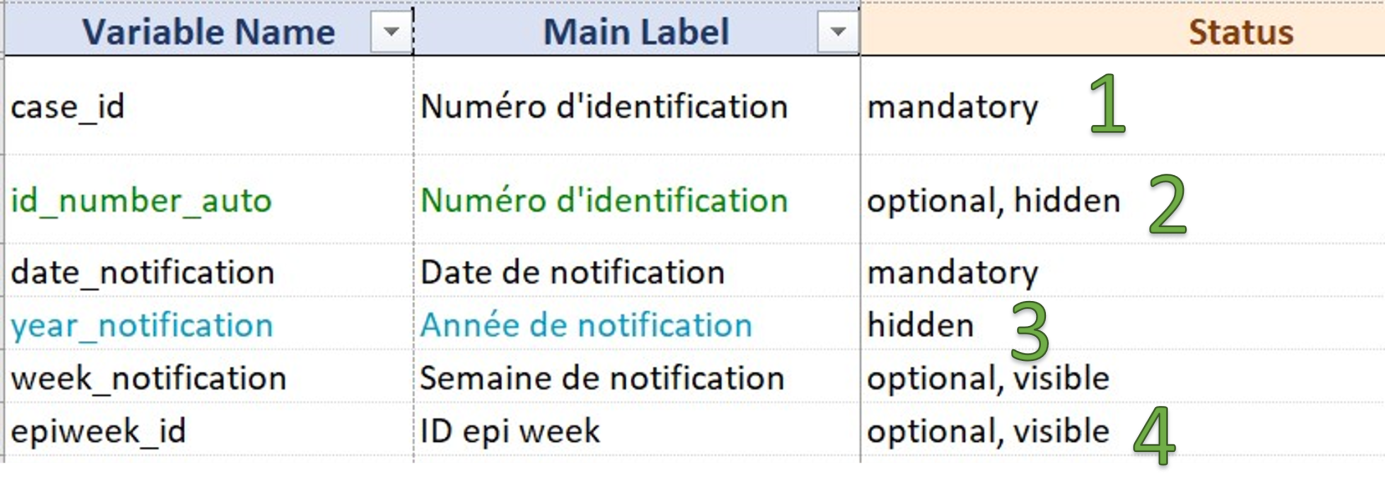 Variable Name Main Label Status
case_id Numéro d'identification mandatory 1
id_number_auto Numéro d'identification optional, hidden 2
date_notification Date de notification mandatory
year_notification Année de notification hidden 3
week_notification Semaine de notification optional, visible
epiweek_id ID epi week optional, visible 4